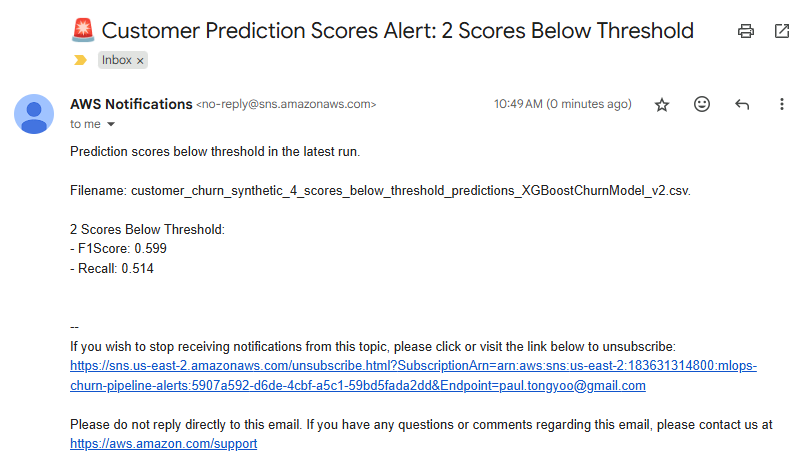 🚨 Customer Prediction Scores Alert: 2 Scores Below Threshold
Inbox ×
AWS Notifications <no-reply@sns.amazonaws.com>
10:49 AM (0 minutes ago)
to me
Prediction scores below threshold in the latest run.
Filename: customer_churn_synthetic_4_scores_below_threshold_predictions_XGBoostChurnModel_v2.csv.
2 Scores Below Threshold:
- F1Score: 0.599
- Recall: 0.514
--
If you wish to stop receiving notifications from this topic, please click or visit the link below to unsubscribe:
https://sns.us-east-2.amazonaws.com/unsubscribe.html?SubscriptionArn=arn:aws:sns:us-east-2:183631314800:mlops-
churn-pipeline-alerts:5907a592-d6de-4cbf-a5c1-59bd5fada2dd&Endpoint=paul.tongyoo@gmail.com
Please do not reply directly to this email. If you have any questions or comments regarding this email, please contact us at
https://aws.amazon.com/support